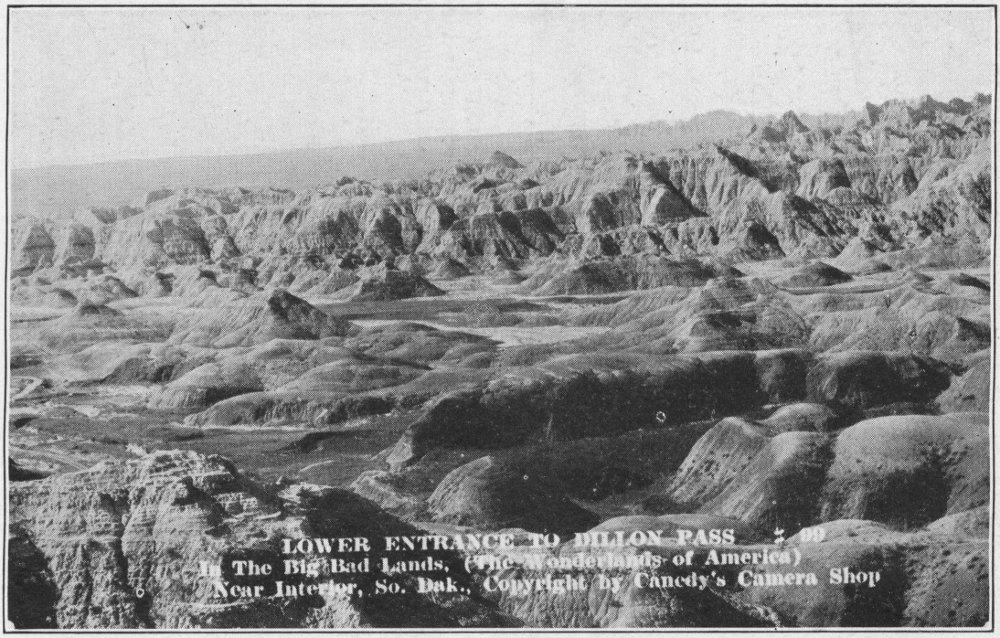 LOWER ENTRANCE TO DILLON PASS 99
In The Big Bad Lands, (The Wonderlands of America)
Near Interior, So. Dak., Copyright by Canedy's Camera Shop